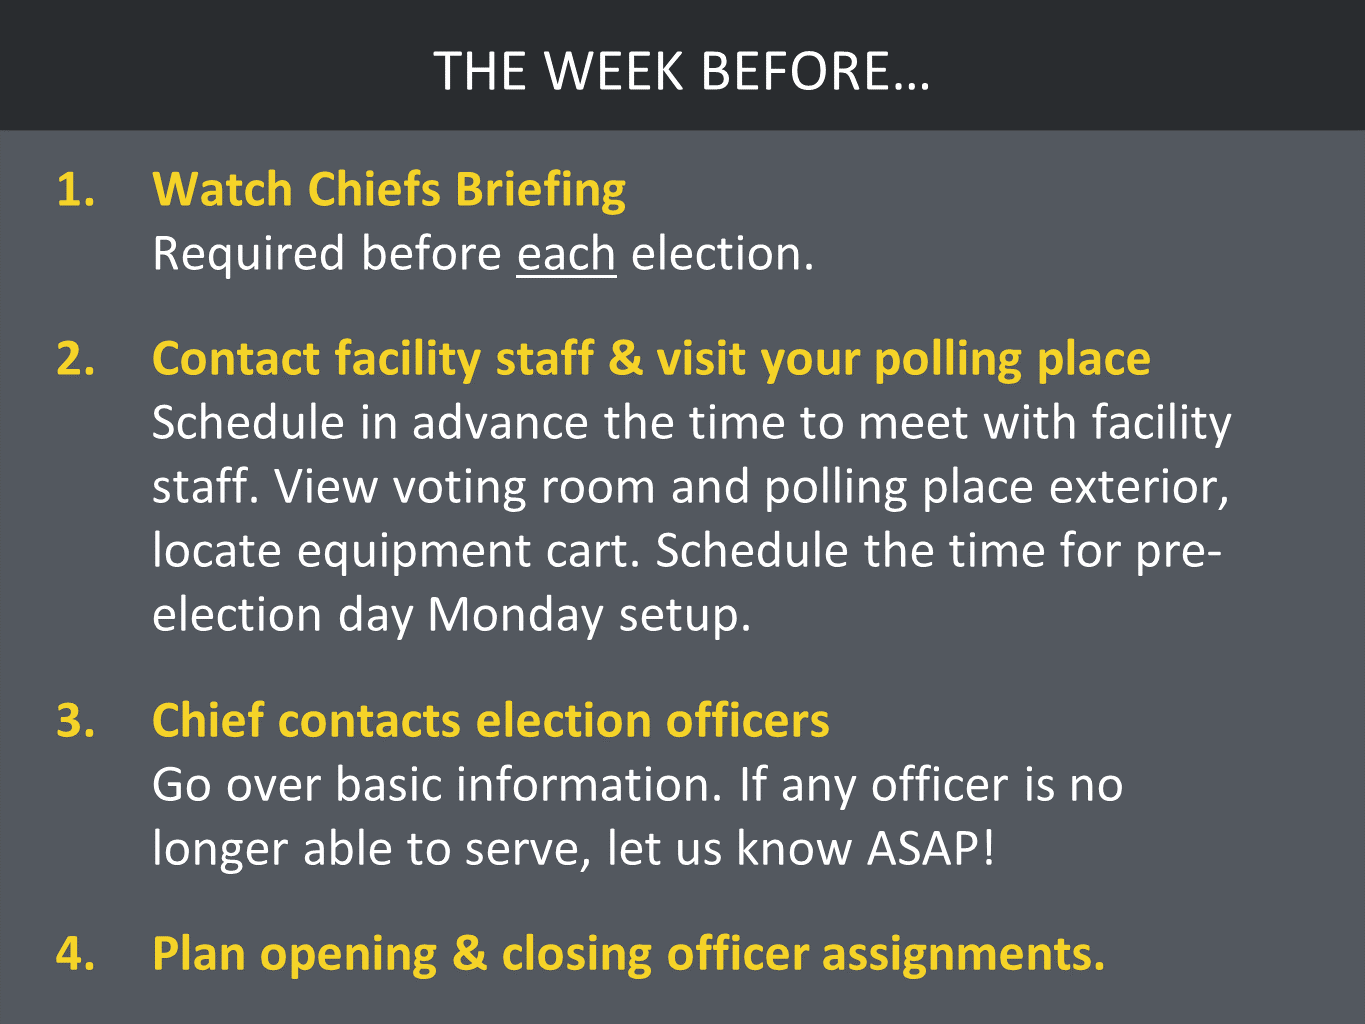 THE WEEK BEFORE...
1. Watch Chiefs Briefing
Required before each election.
2. Contact facility staff & visit your polling place
Schedule in advance the time to meet with facility
staff. View voting room and polling place exterior,
locate equipment cart. Schedule the time for pre-
election day Monday setup.
3. Chief contacts election officers
Go over basic information. If any officer is no
longer able to serve, let us know ASAP!
4. Plan opening & closing officer assignments.